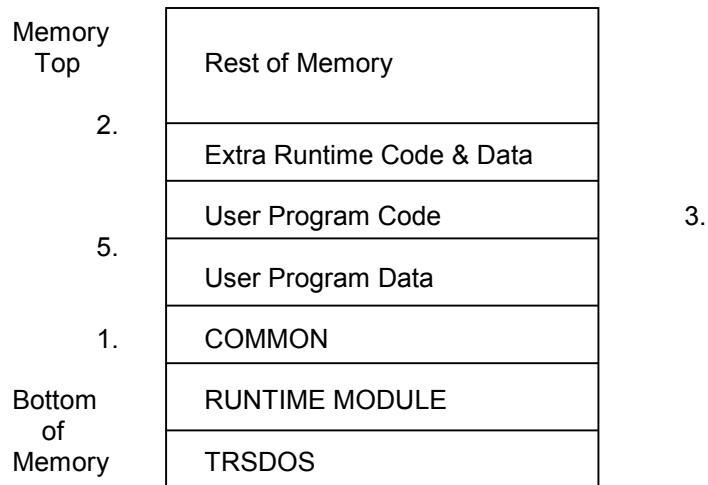 Memory
Top
Rest of Memory
2.
Extra Runtime Code & Data
User Program Code
3.
5.
User Program Data
1.
COMMON
Bottom
of
Memory
RUNTIME MODULE
TRSDOS